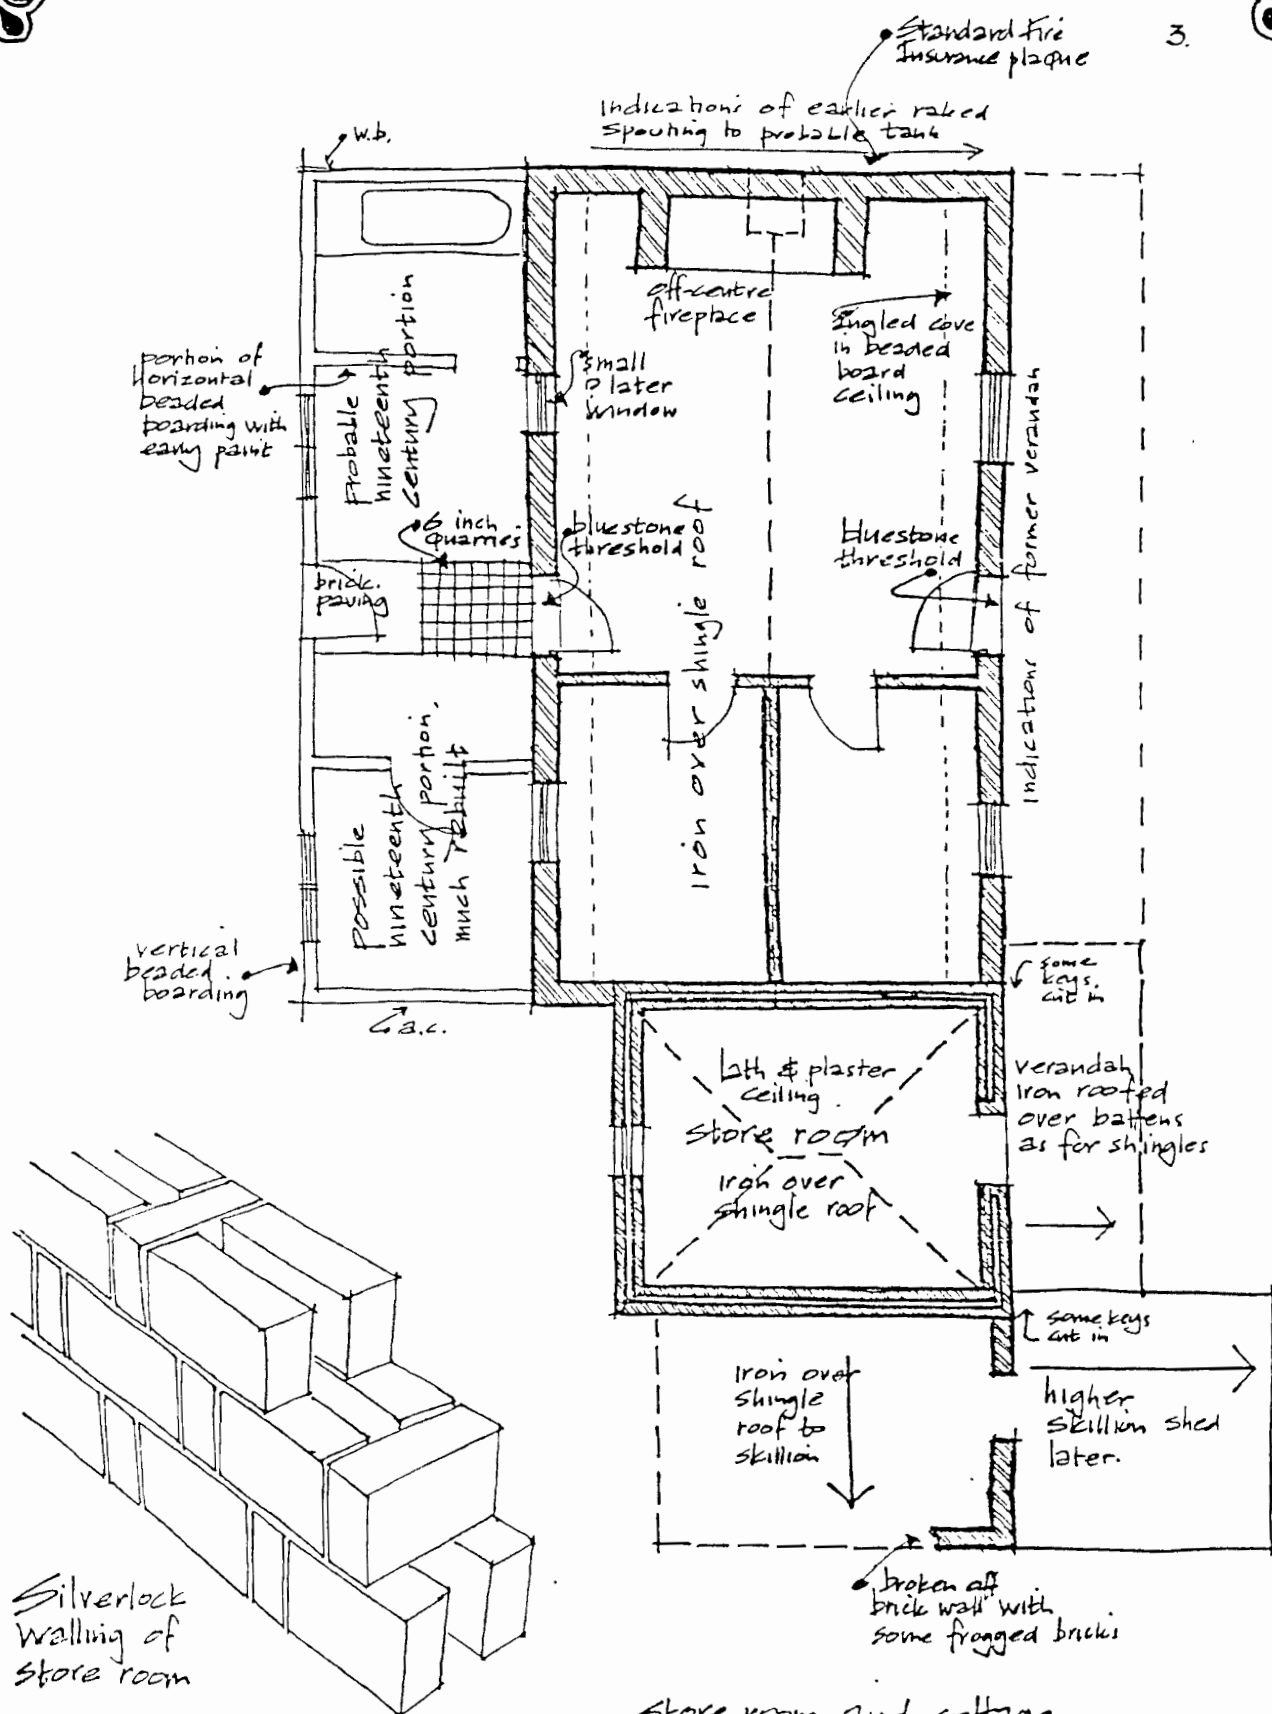 3.
Standard Fire
Insurance plaque
Indications of earlier raked
spouting to probable tank
w.b.
off-centre
fireplace
angled cove
in beaded
board
ceiling
portion of
horizontal
beaded
boarding with
early paint
Probable
nineteenth
century portion
small
? later
window
Indications of former verandah
6 inch
quarries
bluestone
threshold
bluestone
threshold
brick
paving
iron over shingle roof
Possible
nineteenth
century portion,
much rebuilt
vertical
beaded
boarding
a.c.
some
keys
cut in
lath & plaster
ceiling.
store room
iron over
shingle roof
verandah
iron roofed
over battens
as for shingles
some keys
cut in
iron over
shingle
roof to
skillion
higher
skillion shed
later.
broken off
brick wall with
some frogged bricks
Silverlock
walling of
store room
store room and cottage